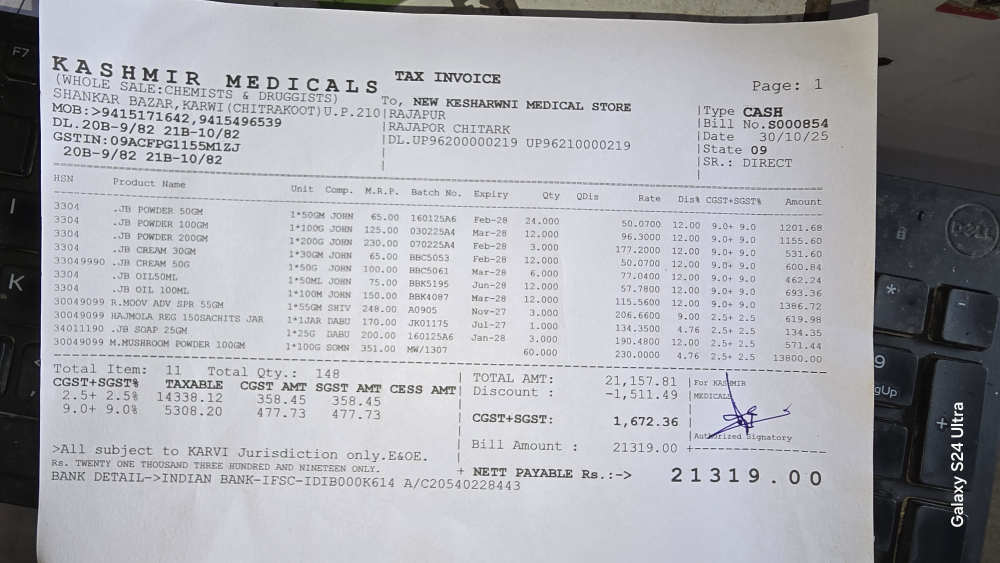 KASHMIR MEDICALS
(WHOLE SALE:CHEMISTS & DRUGGISTS)
SHANKAR BAZAR,KARWI(CHITRAKOOT)U.P.210
MOB:>9415171642,9415496539
DL.20B-9/82 21B-10/82
GSTIN:09ACFPG1155M1ZJ
20B-9/82 21B-10/82
TAX INVOICE
To, NEW KESHARWNI MEDICAL STORE
RAJAPUR
RAJAPOR CHITARK
DL.UP96200000219 UP96210000219
Page: 1
Type CASH
Bill No.S000854
Date 30/10/25
State 09
SR.: DIRECT
HSN Product Name Unit Comp. M.R.P. Batch No. Expiry Qty QDis Rate Dis% CGST+SGST% Amount
3304 .JB POWDER 50GM 1*50GM JOHN 65.00 160125A6 Feb-28 24.000 50.0700 12.00 9.0+ 9.0 1201.68
3304 .JB POWDER 100GM 1*100G JOHN 125.00 030225A4 Mar-28 12.000 96.3000 12.00 9.0+ 9.0 1155.60
3304 .JB POWDER 200GM 1*200G JOHN 230.00 070225A4 Feb-28 3.000 177.2000 12.00 9.0+ 9.0 531.60
3304 .JB CREAM 30GM 1*30GM JOHN 65.00 BBC5053 Feb-28 12.000 50.0700 12.00 9.0+ 9.0 600.84
33049990 .JB CREAM 50G 1*50G JOHN 100.00 BBC5061 Mar-28 6.000 77.0400 12.00 9.0+ 9.0 462.24
3304 .JB OIL50ML 1*50ML JOHN 75.00 BBK5195 Jun-28 12.000 57.7800 12.00 9.0+ 9.0 693.36
3304 .JB OIL 100ML 1*100M JOHN 150.00 BBK4087 Mar-28 12.000 115.5600 12.00 9.0+ 9.0 1386.72
30049099 R.MOOV ADV SPR 55GM 1*55GM SHIV 248.00 A0905 Nov-27 3.000 206.6600 9.00 2.5+ 2.5 619.98
30049099 HAJMOLA REG 150SACHITS JAR 1*1JAR DABU 170.00 JK01175 Jul-27 1.000 134.3500 4.76 2.5+ 2.5 134.35
34011190 .JB SOAP 25GM 1*25G DABU 200.00 160125A6 Jan-28 3.000 190.4800 12.00 2.5+ 2.5 571.44
30049099 M.MUSHROOM POWDER 100GM 1*100G SOMN 351.00 MW/1307 60.000 230.0000 4.76 2.5+ 2.5 13800.00
Total Item: 11 Total Qty.: 148
CGST+SGST% TAXABLE CGST AMT SGST AMT CESS AMT
2.5+ 2.5% 14338.12 358.45 358.45
9.0+ 9.0% 5308.20 477.73 477.73
TOTAL AMT: 21,157.81
Discount : -1,511.49
CGST+SGST: 1,672.36
Bill Amount : 21319.00
For KASHMIR
MEDICALS
Authorized Signatory
>All subject to KARVI Jurisdiction only.E&OE.
RS. TWENTY ONE THOUSAND THREE HUNDRED AND NINETEEN ONLY.
BANK DETAIL->INDIAN BANK-IFSC-IDIB000K614 A/C20540228443
+ NETT PAYABLE Rs.:-> 21319.00
F7
I
K
DELL
*
9
PgUp
+
Galaxy S24 Ultra